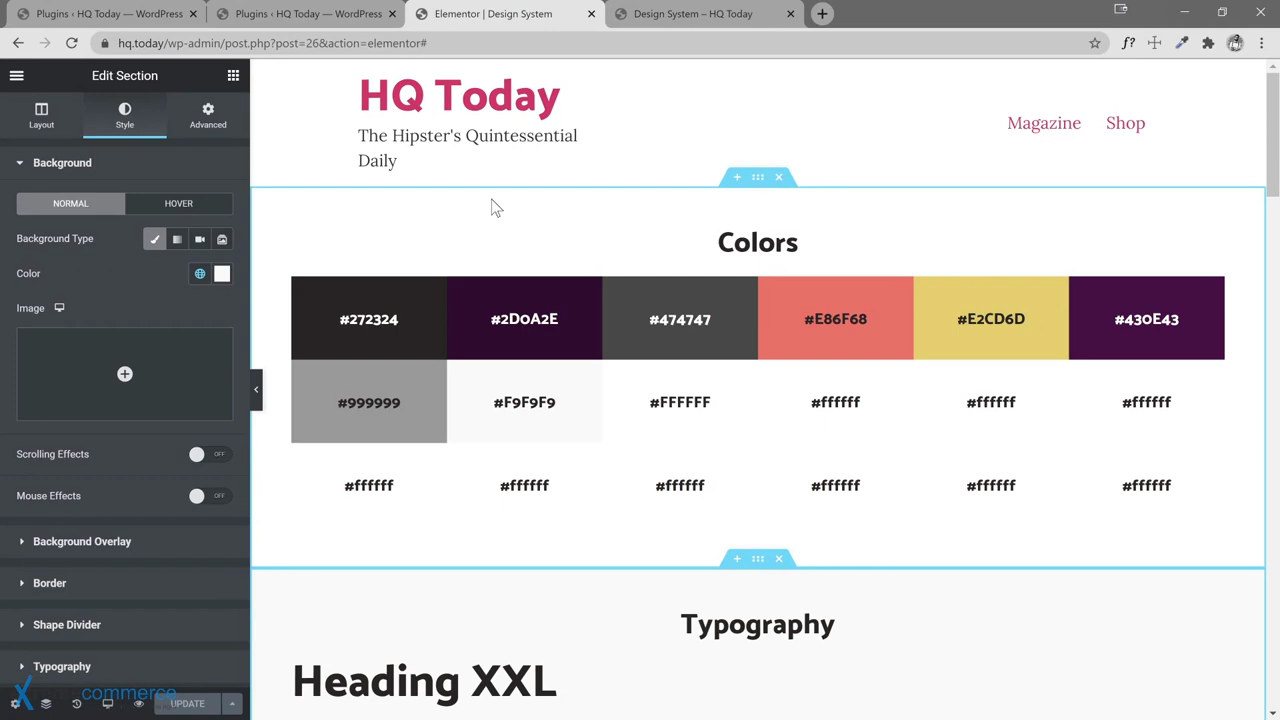 Plugins ‹ HQ Today — WordPress
Plugins ‹ HQ Today — WordPress
Elementor | Design System
Design System – HQ Today
hq.today/wp-admin/post.php?post=26&action=elementor#
f?
Edit Section
Layout
Style
Advanced
Background
NORMAL
HOVER
Background Type
Color
Image
Scrolling Effects
OFF
Mouse Effects
OFF
Background Overlay
Border
Shape Divider
Typography
commerce
UPDATE
HQ Today
The Hipster's Quintessential
Daily
Magazine
Shop
Colors
#272324
#2D0A2E
#474747
#E86F68
#E2CD6D
#430E43
#999999
#F9F9F9
#FFFFFF
#ffffff
#ffffff
#ffffff
#ffffff
#ffffff
#ffffff
#ffffff
#ffffff
#ffffff
Typography
Heading XXL